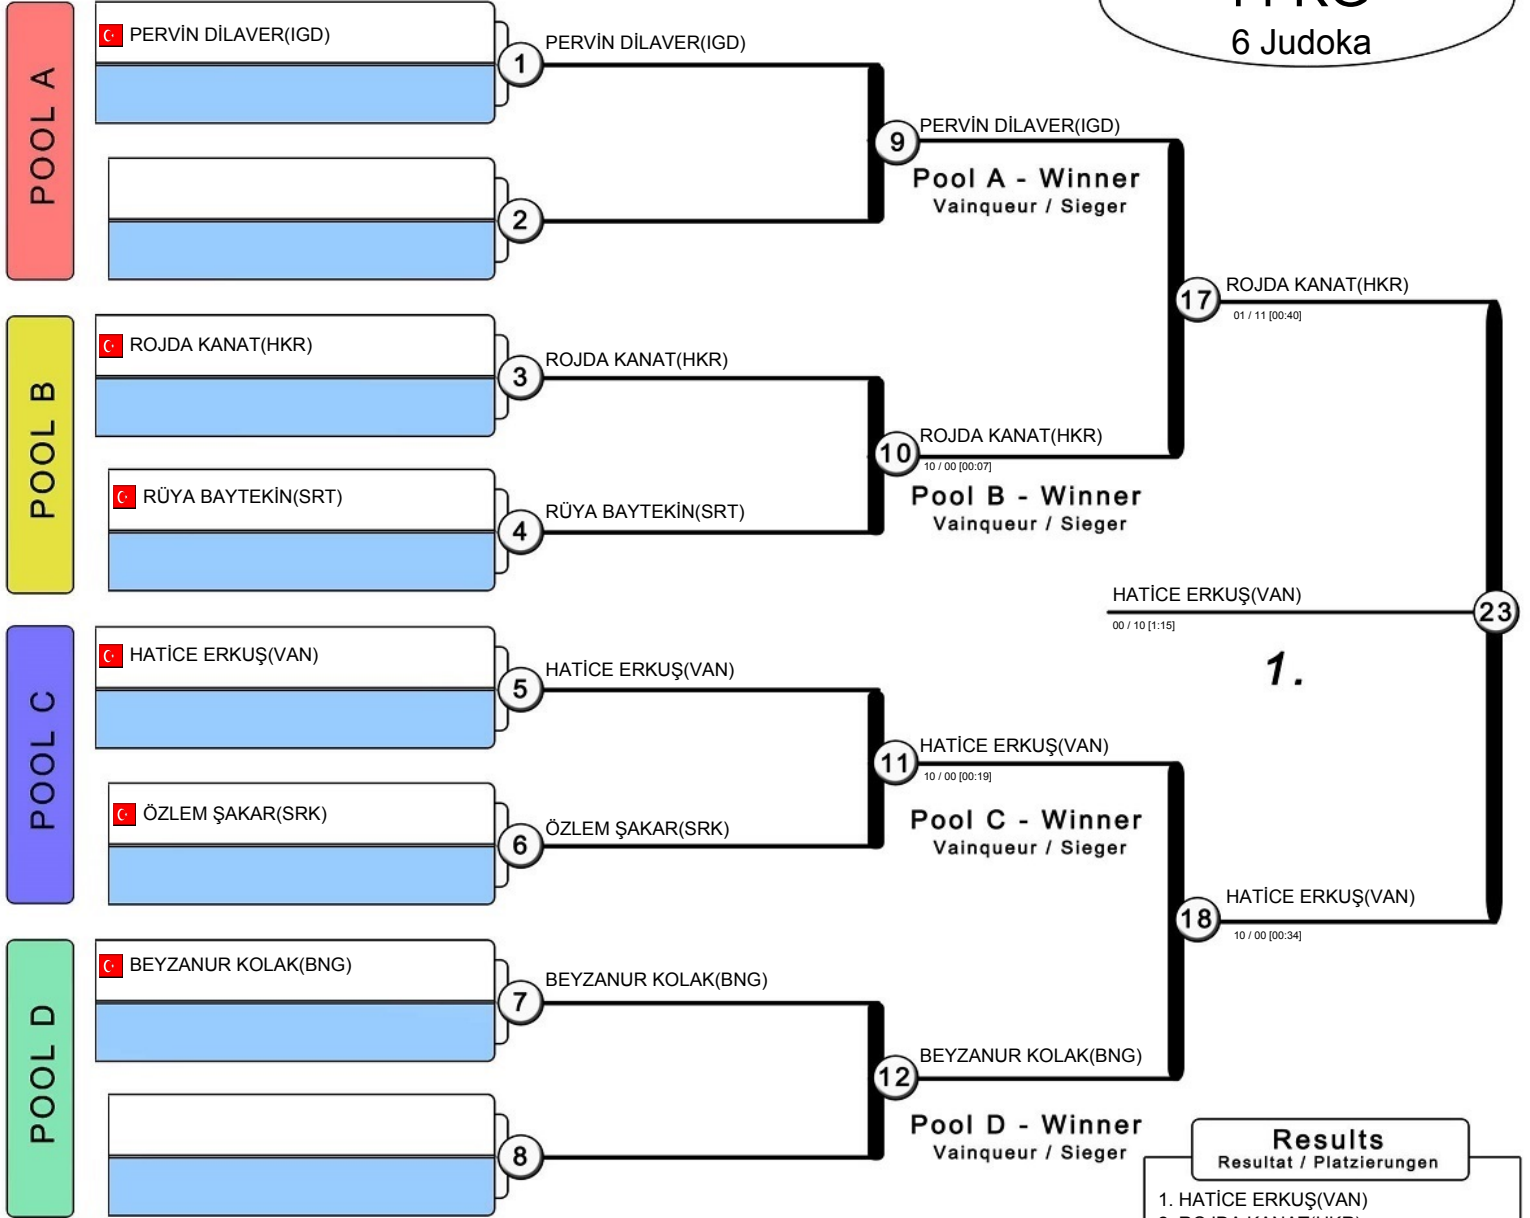 6 Judoka
POOL A
PERVİN DİLAVER(IGD)
1
PERVİN DİLAVER(IGD)
2
9
PERVİN DİLAVER(IGD)
Pool A - Winner
Vainqueur / Sieger
POOL B
ROJDA KANAT(HKR)
3
ROJDA KANAT(HKR)
RÜYA BAYTEKİN(SRT)
4
RÜYA BAYTEKİN(SRT)
10
ROJDA KANAT(HKR)
10 / 00 [00:07]
Pool B - Winner
Vainqueur / Sieger
17
ROJDA KANAT(HKR)
01 / 11 [00:40]
POOL C
HATİCE ERKUŞ(VAN)
5
HATİCE ERKUŞ(VAN)
ÖZLEM ŞAKAR(SRK)
6
ÖZLEM ŞAKAR(SRK)
11
HATİCE ERKUŞ(VAN)
10 / 00 [00:19]
Pool C - Winner
Vainqueur / Sieger
POOL D
BEYZANUR KOLAK(BNG)
7
BEYZANUR KOLAK(BNG)
8
12
BEYZANUR KOLAK(BNG)
Pool D - Winner
Vainqueur / Sieger
18
HATİCE ERKUŞ(VAN)
10 / 00 [00:34]
HATİCE ERKUŞ(VAN)
23
00 / 10 [1:15]
1.
Results
Resultat / Platzierungen
1. HATİCE ERKUŞ(VAN)